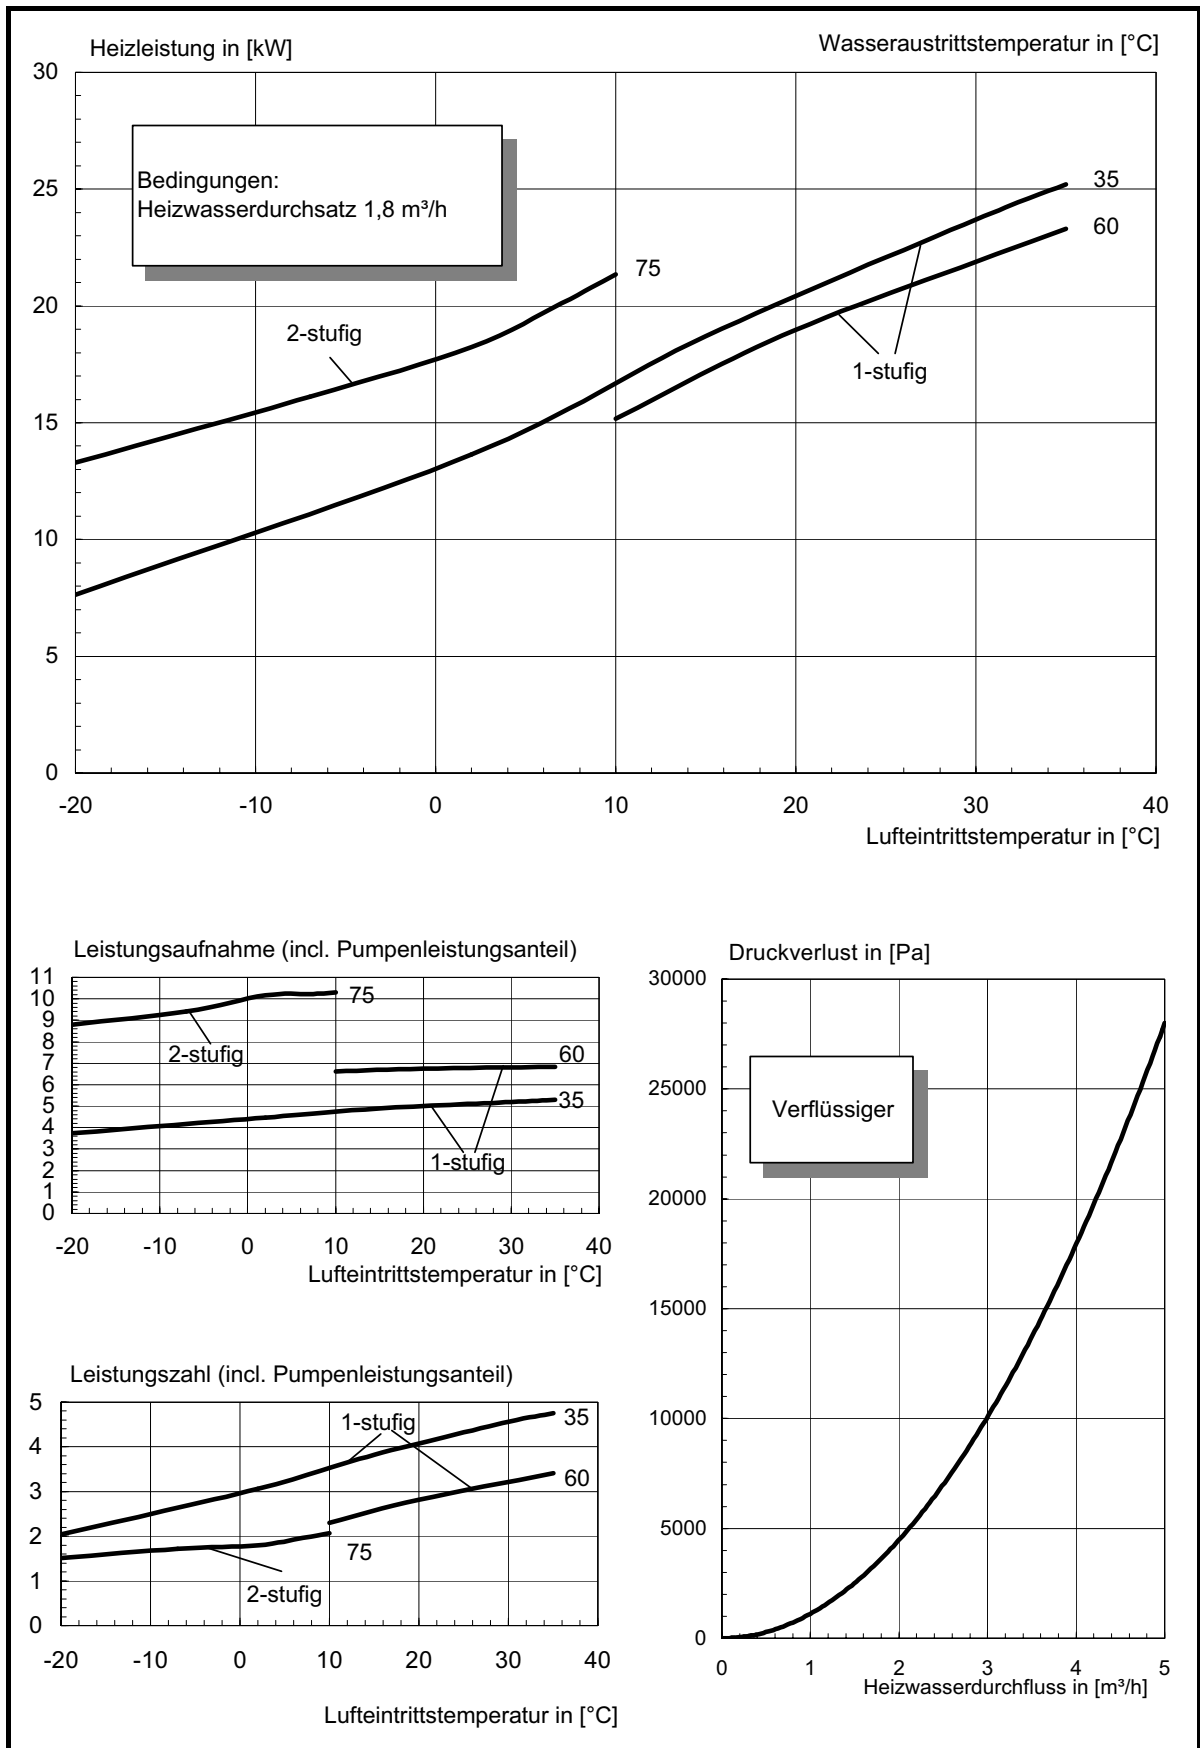 Heizleistung in [kW]
Wasseraustrittstemperatur in [°C]
30
25
20
15
10
5
0
Bedingungen:
Heizwasserdurchsatz 1,8 m³/h
35
60
75
2-stufig
1-stufig
-20 -10 0 10 20 30 40
Lufteintrittstemperatur in [°C]
Leistungsaufnahme (incl. Pumpenleistungsanteil)
11
10
9
8
7
6
5
4
3
2
1
0
75
2-stufig
60
35
1-stufig
-20 -10 0 10 20 30 40
Lufteintrittstemperatur in [°C]
Leistungszahl (incl. Pumpenleistungsanteil)
5
4
3
2
1
0
1-stufig
35
60
75
2-stufig
-20 -10 0 10 20 30 40
Lufteintrittstemperatur in [°C]
Druckverlust in [Pa]
30000
25000
20000
15000
10000
5000
0
Verflüssiger
0 1 2 3 4 5
Heizwasserdurchfluss in [m³/h]